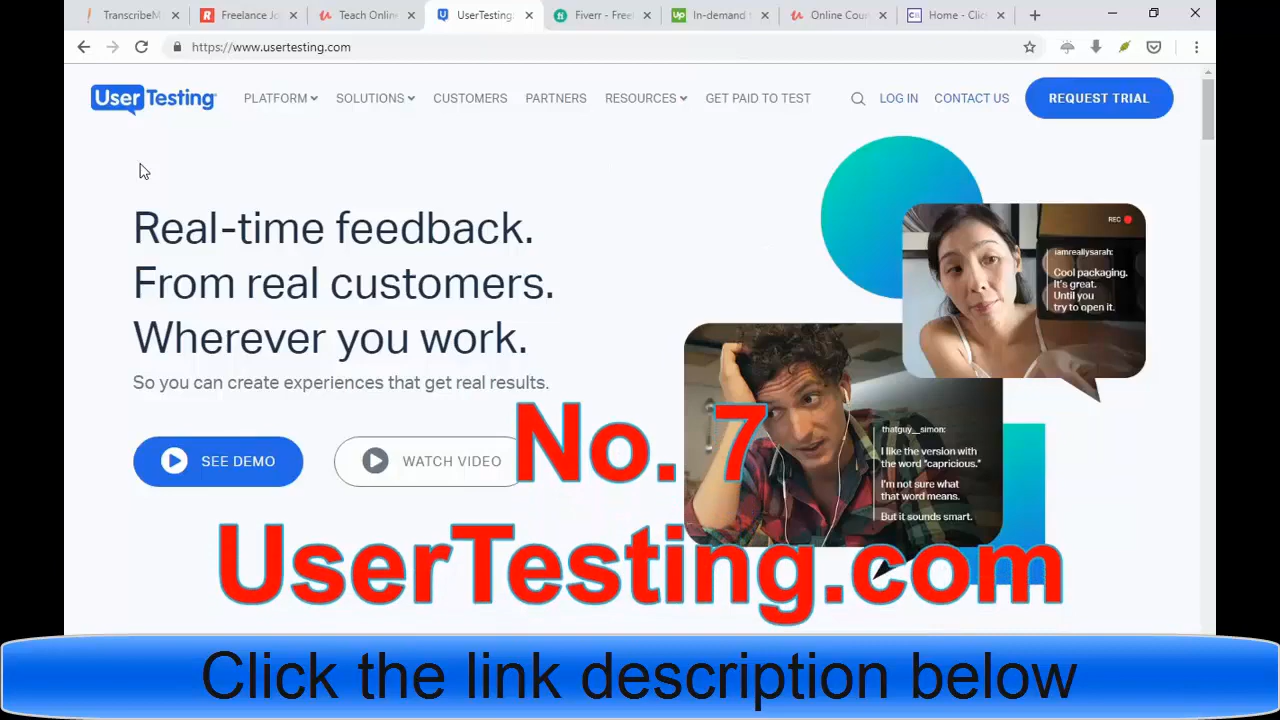 TranscribeM
Freelance Jo
Teach Online
UserTesting:
Fiverr - Free
In-demand
Online Cour
Home - Clic
https://www.usertesting.com
UserTesting
PLATFORM
SOLUTIONS
CUSTOMERS
PARTNERS
RESOURCES
GET PAID TO TEST
LOG IN
CONTACT US
REQUEST TRIAL
Real-time feedback.
From real customers.
Wherever you work.
So you can create experiences that get real results.
SEE DEMO
WATCH VIDEO
REC
iamreallysarah:
Cool packaging.
It's great.
Until you
try to open it.
thatguy__simon:
I like the version with
the word "capricious."
I'm not sure what
that word means.
But it sounds smart.
No. 7
UserTesting.com
Click the link description below